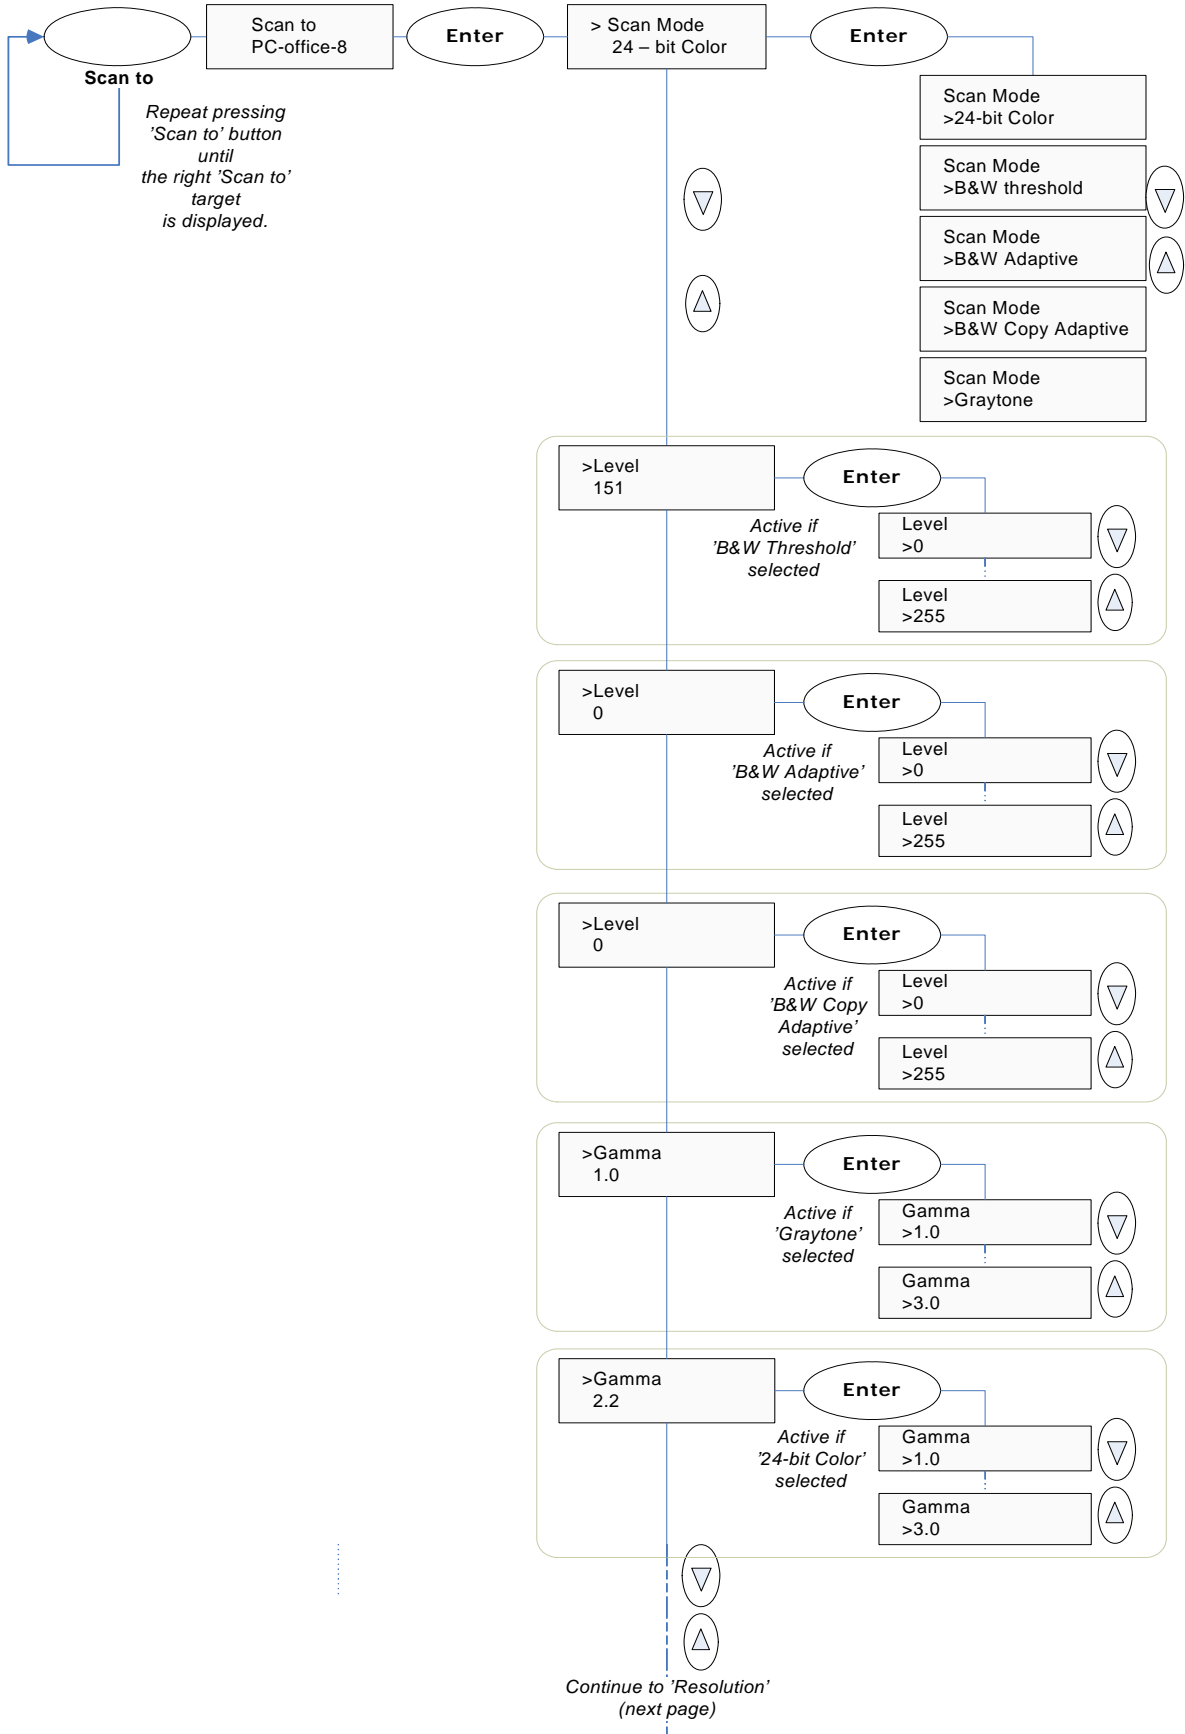 Scan to
PC-office-8
Enter
> Scan Mode
24 – bit Color
Enter
Scan to
Repeat pressing
'Scan to' button
until
the right 'Scan to'
target
is displayed.
Scan Mode
>24-bit Color
Scan Mode
>B&W threshold
Scan Mode
>B&W Adaptive
Scan Mode
>B&W Copy Adaptive
Scan Mode
>Graytone
>Level
151
Enter
Active if
'B&W Threshold'
selected
Level
>0
Level
>255
>Level
0
Enter
Active if
'B&W Adaptive'
selected
Level
>0
Level
>255
>Level
0
Enter
Active if
'B&W Copy
Adaptive'
selected
Level
>0
Level
>255
>Gamma
1.0
Enter
Active if
'Graytone'
selected
Gamma
>1.0
Gamma
>3.0
>Gamma
2.2
Enter
Active if
'24-bit Color'
selected
Gamma
>1.0
Gamma
>3.0
Continue to 'Resolution'
(next page)